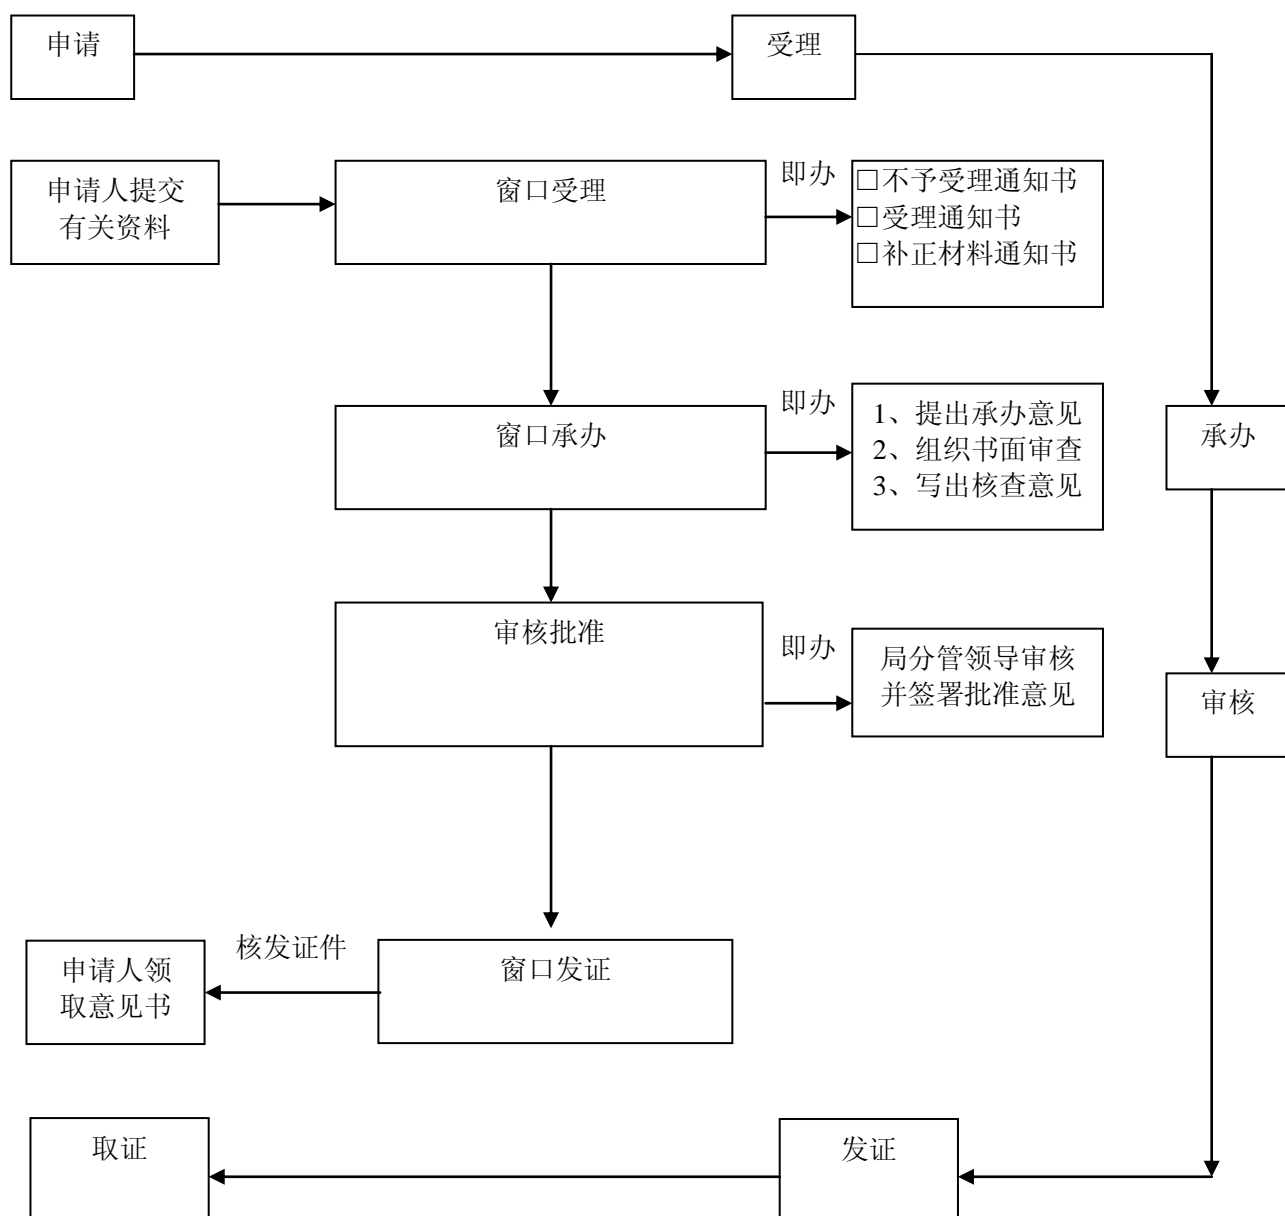 申请
受理
申请人提交
有关资料
窗口受理
即办
□不予受理通知书
□受理通知书
□补正材料通知书
窗口承办
即办
1、提出承办意见
2、组织书面审查
3、写出核查意见
承办
审核批准
即办
局分管领导审核
并签署批准意见
审核
申请人领
取意见书
核发证件
窗口发证
取证
发证